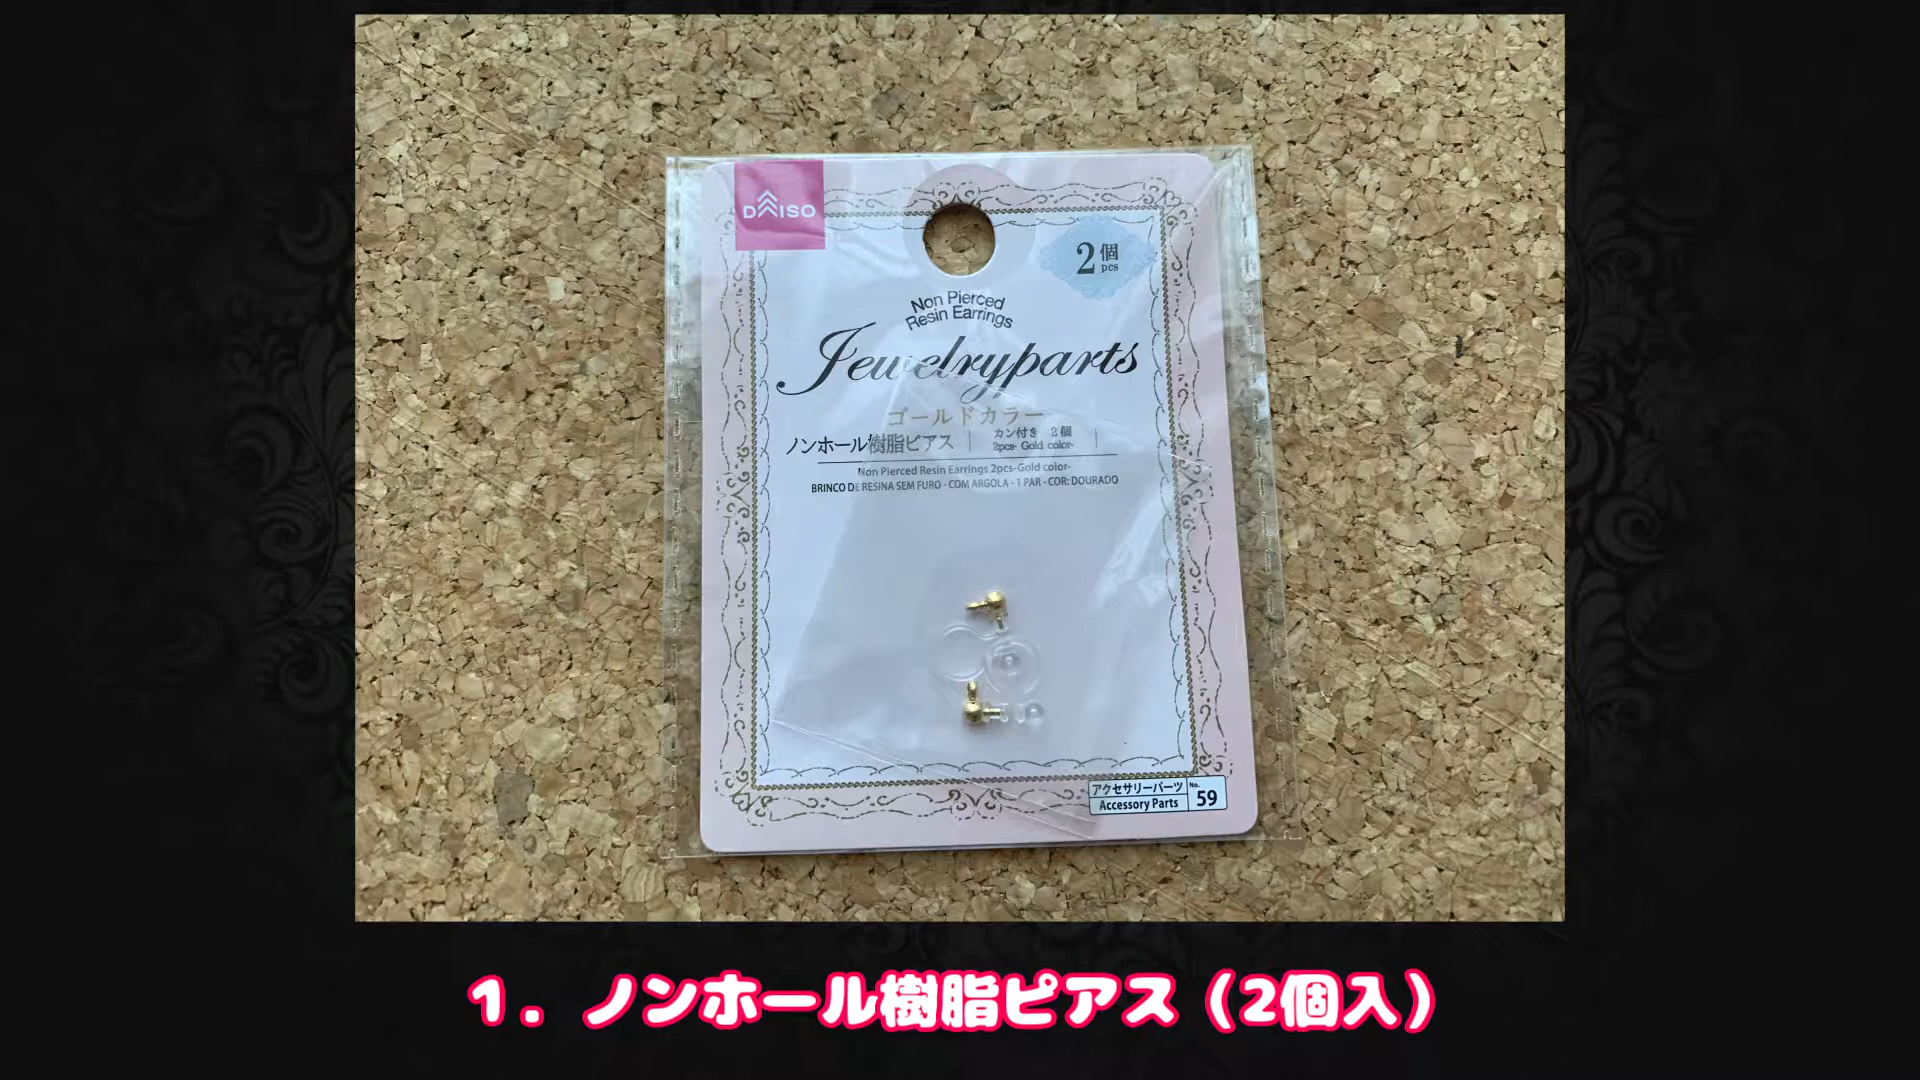 DAISO
2個
pcs
Non Pierced
Resin Earrings
Jewelryparts
ゴールドカラー
ノンホール樹脂ピアス
カン付き 2個
2pcs- Gold color-
Non Pierced Resin Earrings 2pcs-Gold color-
BRINCO DE RESINA SEM FURO - COM ARGOLA - 1 PAR - COR: DOURADO
アクセサリーパーツ
Accessory Parts
No.
59
1．ノンホール樹脂ピアス（2個入）